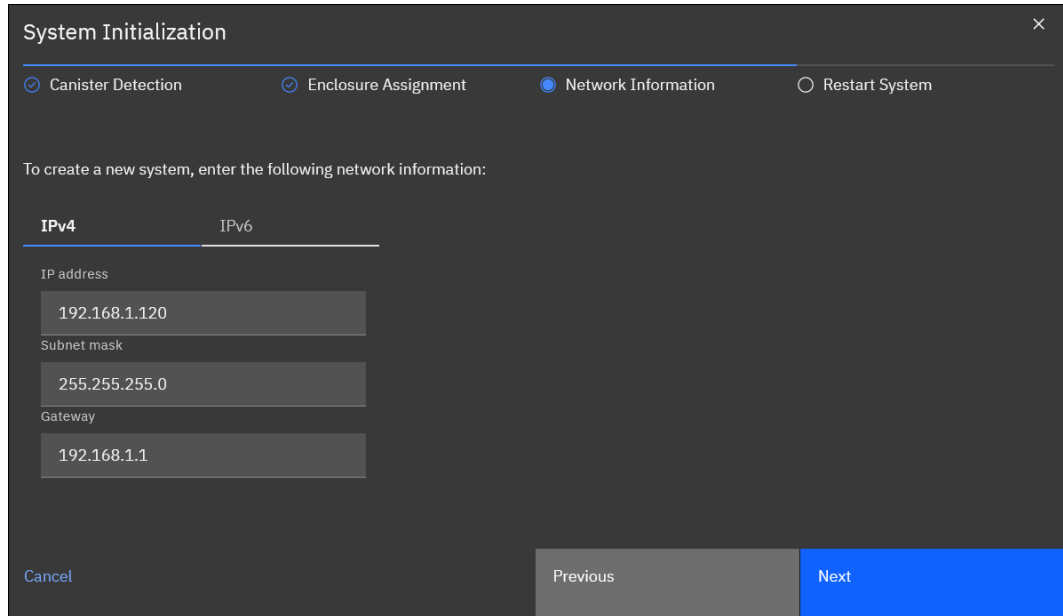 System Initialization
Canister Detection Enclosure Assignment Network Information Restart System
To create a new system, enter the following network information:
IPv4 IPv6
IP address
192.168.1.120
Subnet mask
255.255.255.0
Gateway
192.168.1.1
Cancel Previous Next